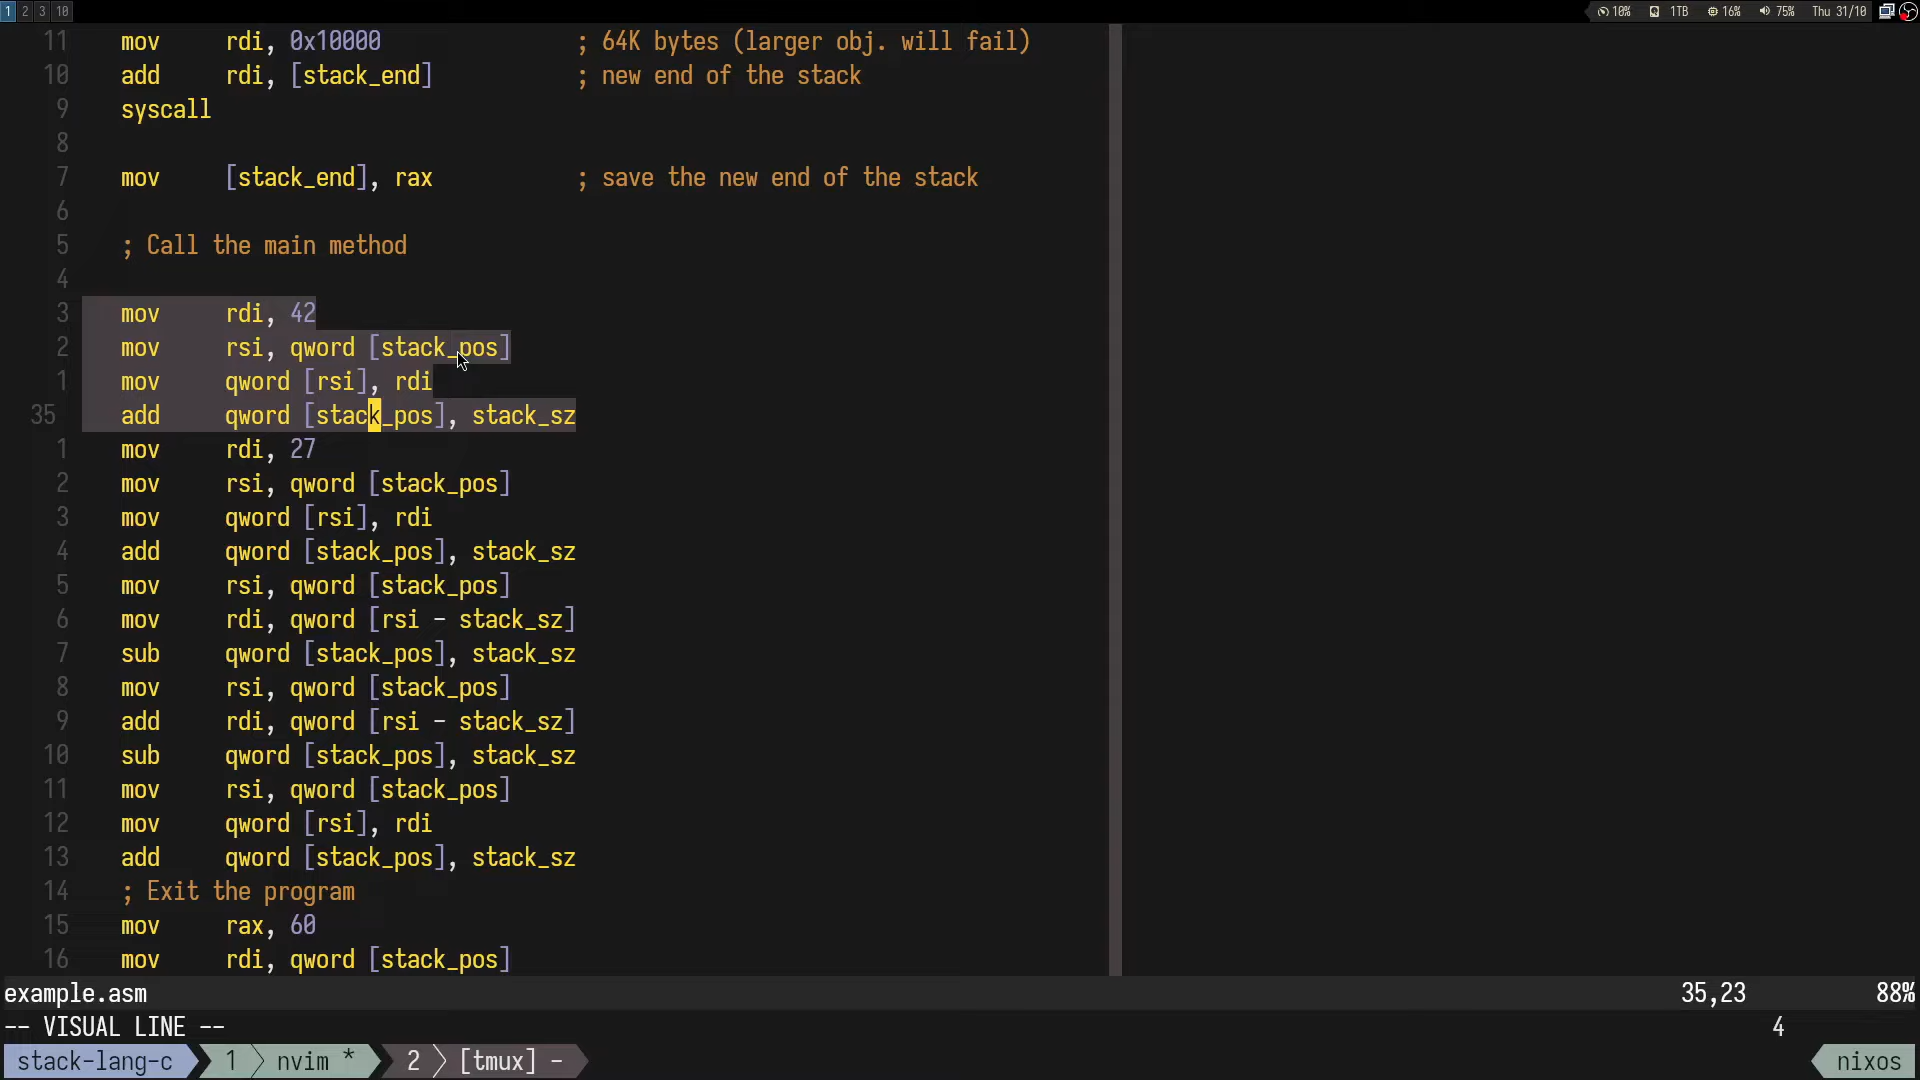 1 2 3 10 10% 1TB 16% 75% Thu 31/10
11 mov rdi, 0x10000 ; 64K bytes (larger obj. will fail)
10 add rdi, [stack_end] ; new end of the stack
9 syscall
8
7 mov [stack_end], rax ; save the new end of the stack
6
5 ; Call the main method
4
3 mov rdi, 42
2 mov rsi, qword [stack_pos]
1 mov qword [rsi], rdi
35 add qword [stack_pos], stack_sz
1 mov rdi, 27
2 mov rsi, qword [stack_pos]
3 mov qword [rsi], rdi
4 add qword [stack_pos], stack_sz
5 mov rsi, qword [stack_pos]
6 mov rdi, qword [rsi - stack_sz]
7 sub qword [stack_pos], stack_sz
8 mov rsi, qword [stack_pos]
9 add rdi, qword [rsi - stack_sz]
10 sub qword [stack_pos], stack_sz
11 mov rsi, qword [stack_pos]
12 mov qword [rsi], rdi
13 add qword [stack_pos], stack_sz
14 ; Exit the program
15 mov rax, 60
16 mov rdi, qword [stack_pos]
example.asm 35,23 88%
-- VISUAL LINE -- 4
stack-lang-c 1 nvim * 2 [tmux] - nixos